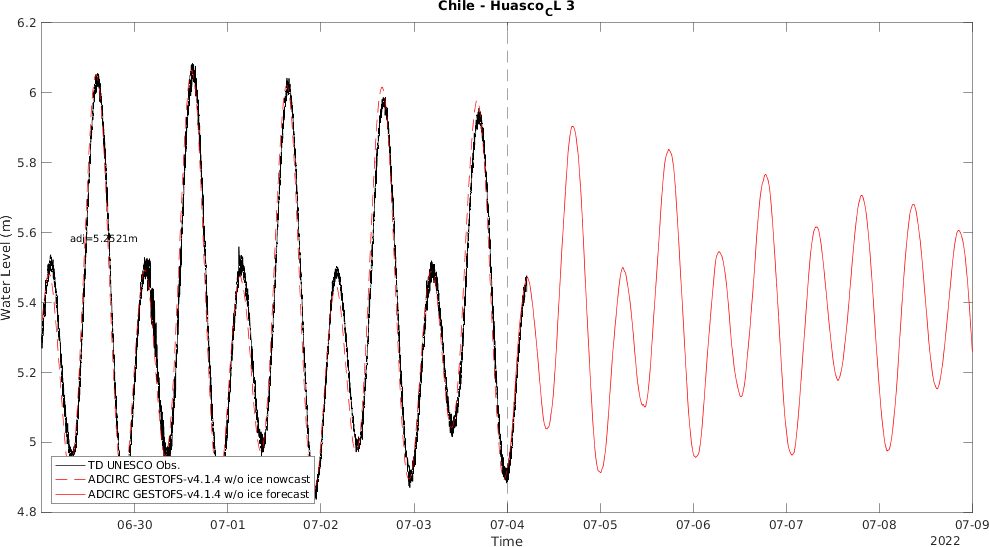 Chile - Huasco_CL 3
Water Level (m)
6.2
6
5.8
5.6
5.4
5.2
5
4.8
adj=5.2521m
TD UNESCO Obs.
ADCIRC GESTOFS-v4.1.4 w/o ice nowcast
ADCIRC GESTOFS-v4.1.4 w/o ice forecast
06-30 07-01 07-02 07-03 07-04 07-05 07-06 07-07 07-08 07-09
Time
2022